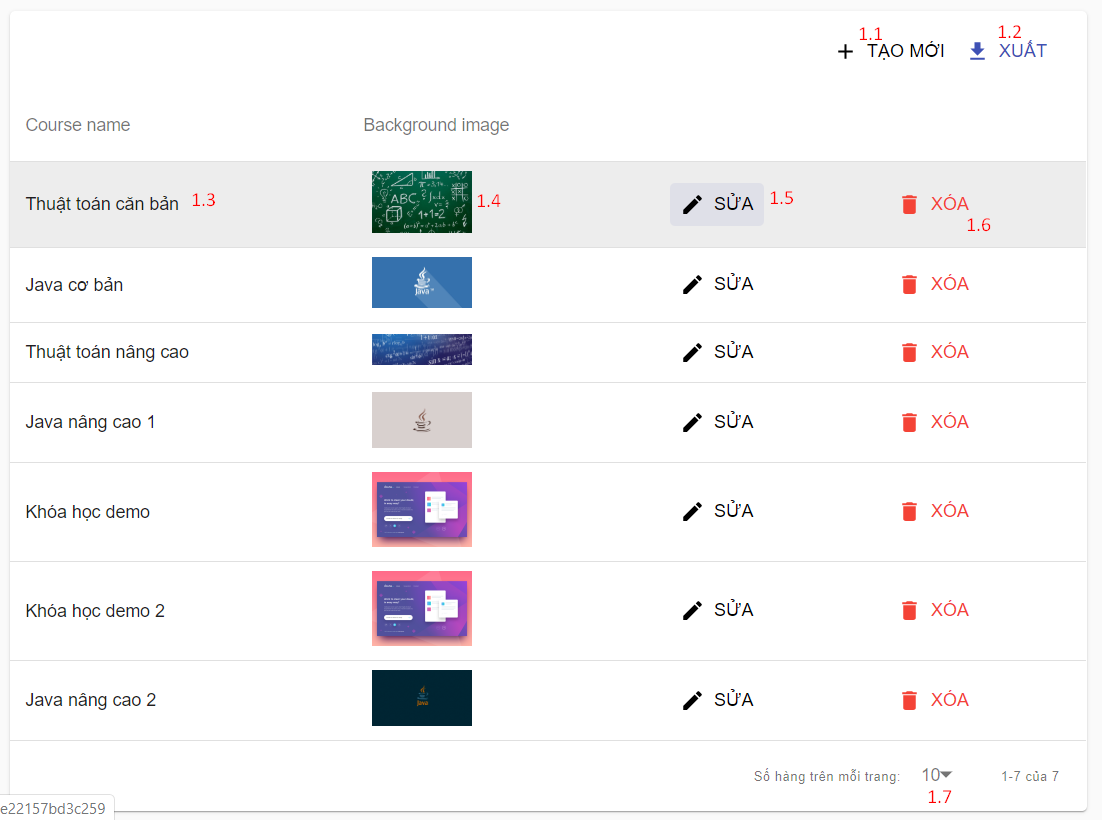 1.1 1.2
TẠO MỚI XUẤT
Course name Background image
Thuật toán căn bản 1.3 ABC 1+1=2 1.4 SỬA 1.5 XÓA 1.6
Java cơ bản Java SỬA XÓA
Thuật toán nâng cao SỬA XÓA
Java nâng cao 1 SỬA XÓA
Khóa học demo SỬA XÓA
Khóa học demo 2 SỬA XÓA
Java nâng cao 2 Java SỬA XÓA
Số hàng trên mỗi trang: 10 1-7 của 7
1.7
e22157bd3c259